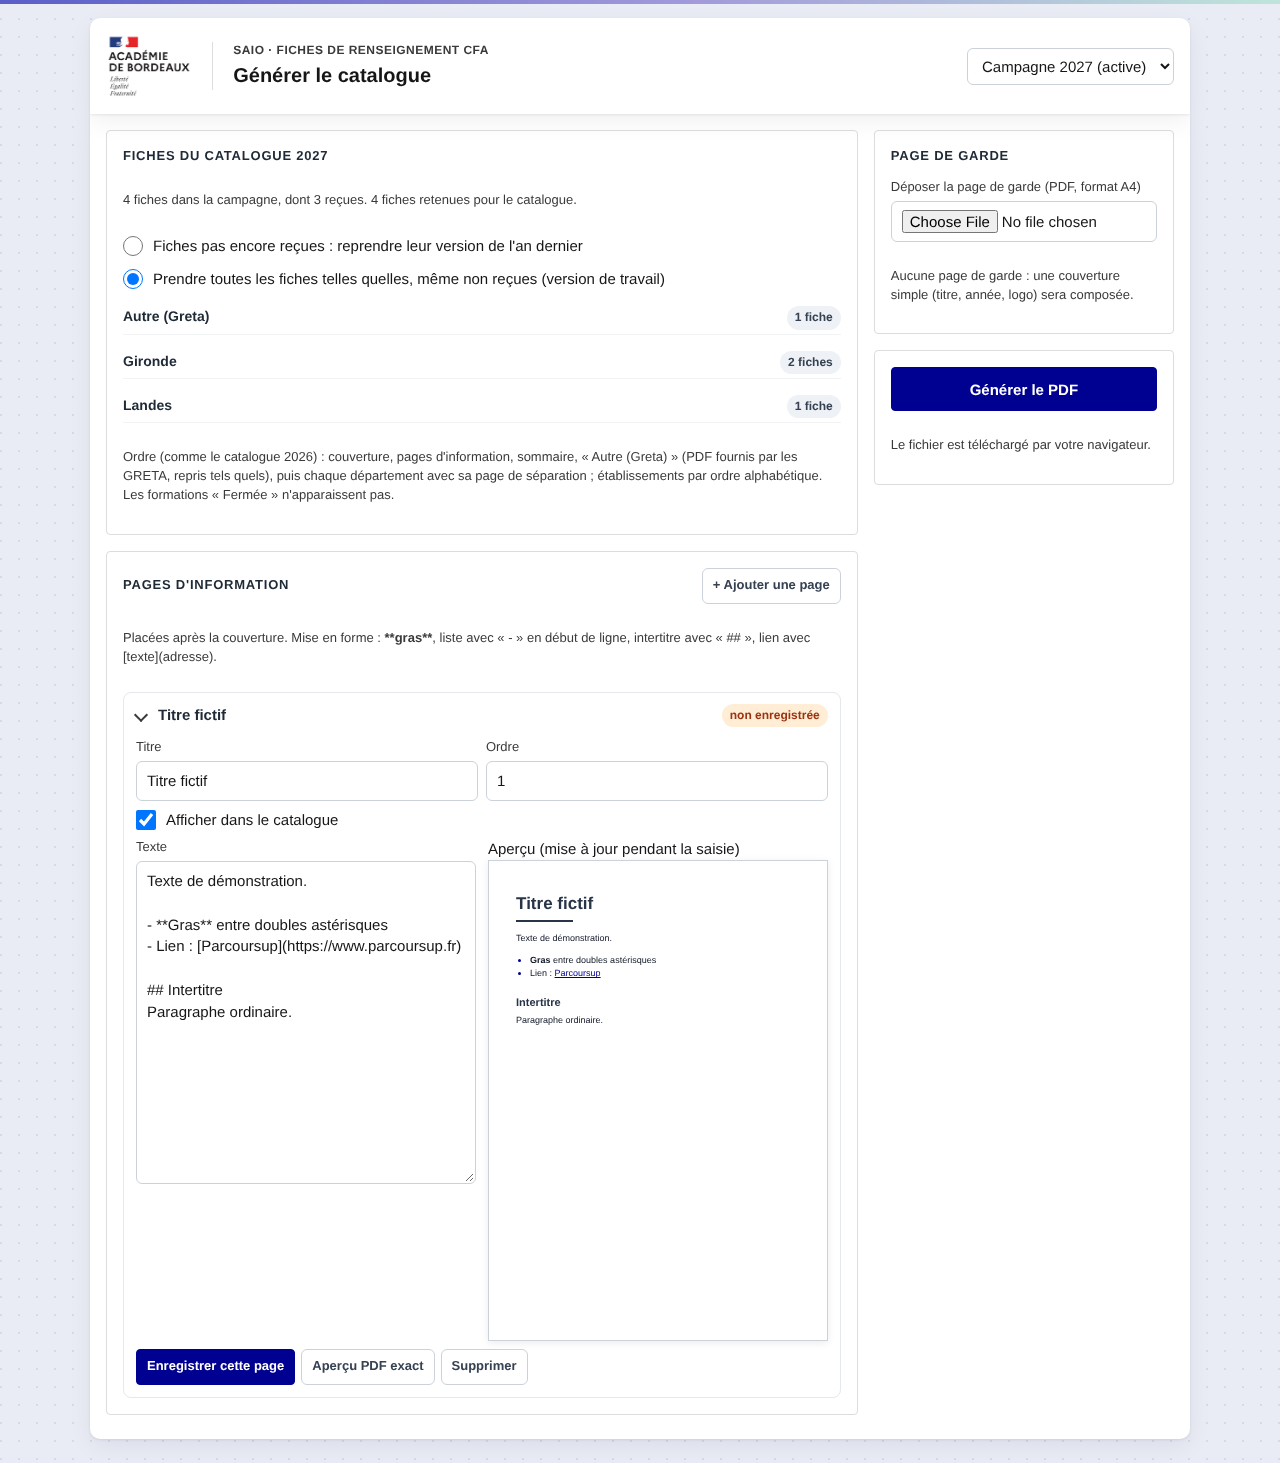 ACADÉMIE
DE BORDEAUX
Liberté
Égalité
Fraternité
SAIO · FICHES DE RENSEIGNEMENT CFA
Générer le catalogue
Campagne 2027 (active)
FICHES DU CATALOGUE 2027
4 fiches dans la campagne, dont 3 reçues. 4 fiches retenues pour le catalogue.
Fiches pas encore reçues : reprendre leur version de l'an dernier
Prendre toutes les fiches telles quelles, même non reçues (version de travail)
Autre (Greta)
1 fiche
Gironde
2 fiches
Landes
1 fiche
Ordre (comme le catalogue 2026) : couverture, pages d'information, sommaire, « Autre (Greta) » (PDF fournis par les
GRETA, repris tels quels), puis chaque département avec sa page de séparation ; établissements par ordre alphabétique.
Les formations « Fermée » n'apparaissent pas.
PAGE DE GARDE
Déposer la page de garde (PDF, format A4)
Choose File No file chosen
Aucune page de garde : une couverture
simple (titre, année, logo) sera composée.
Générer le PDF
Le fichier est téléchargé par votre navigateur.
PAGES D'INFORMATION
+ Ajouter une page
Placées après la couverture. Mise en forme : **gras**, liste avec « - » en début de ligne, intertitre avec « ## », lien avec
[texte](adresse).
Titre fictif
non enregistrée
Titre
Ordre
Titre fictif
1
Afficher dans le catalogue
Texte
Texte de démonstration.
- **Gras** entre doubles astérisques
- Lien : [Parcoursup](https://www.parcoursup.fr)
## Intertitre
Paragraphe ordinaire.
Aperçu (mise à jour pendant la saisie)
Titre fictif
Texte de démonstration.
• Gras entre doubles astérisques
• Lien : Parcoursup
Intertitre
Paragraphe ordinaire.
Enregistrer cette page
Aperçu PDF exact
Supprimer